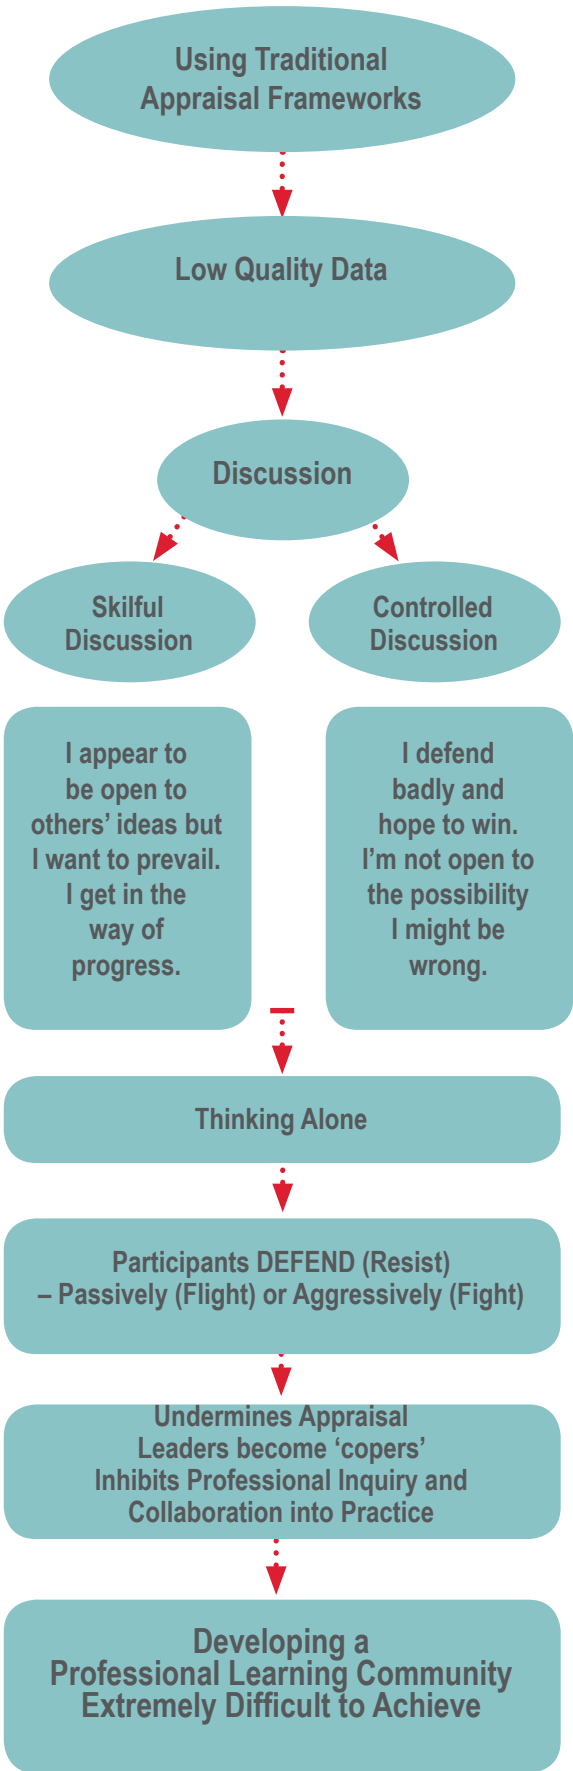 Using Traditional
Appraisal Frameworks
Low Quality Data
Discussion
Skilful
Discussion
Controlled
Discussion
I appear to
be open to
others’ ideas but
I want to prevail.
I get in the
way of
progress.
I defend
badly and
hope to win.
I’m not open to
the possibility
I might be
wrong.
Thinking Alone
Participants DEFEND (Resist)
– Passively (Flight) or Aggressively (Fight)
Undermines Appraisal
Leaders become ‘copers’
Inhibits Professional Inquiry and
Collaboration into Practice
Developing a
Professional Learning Community
Extremely Difficult to Achieve